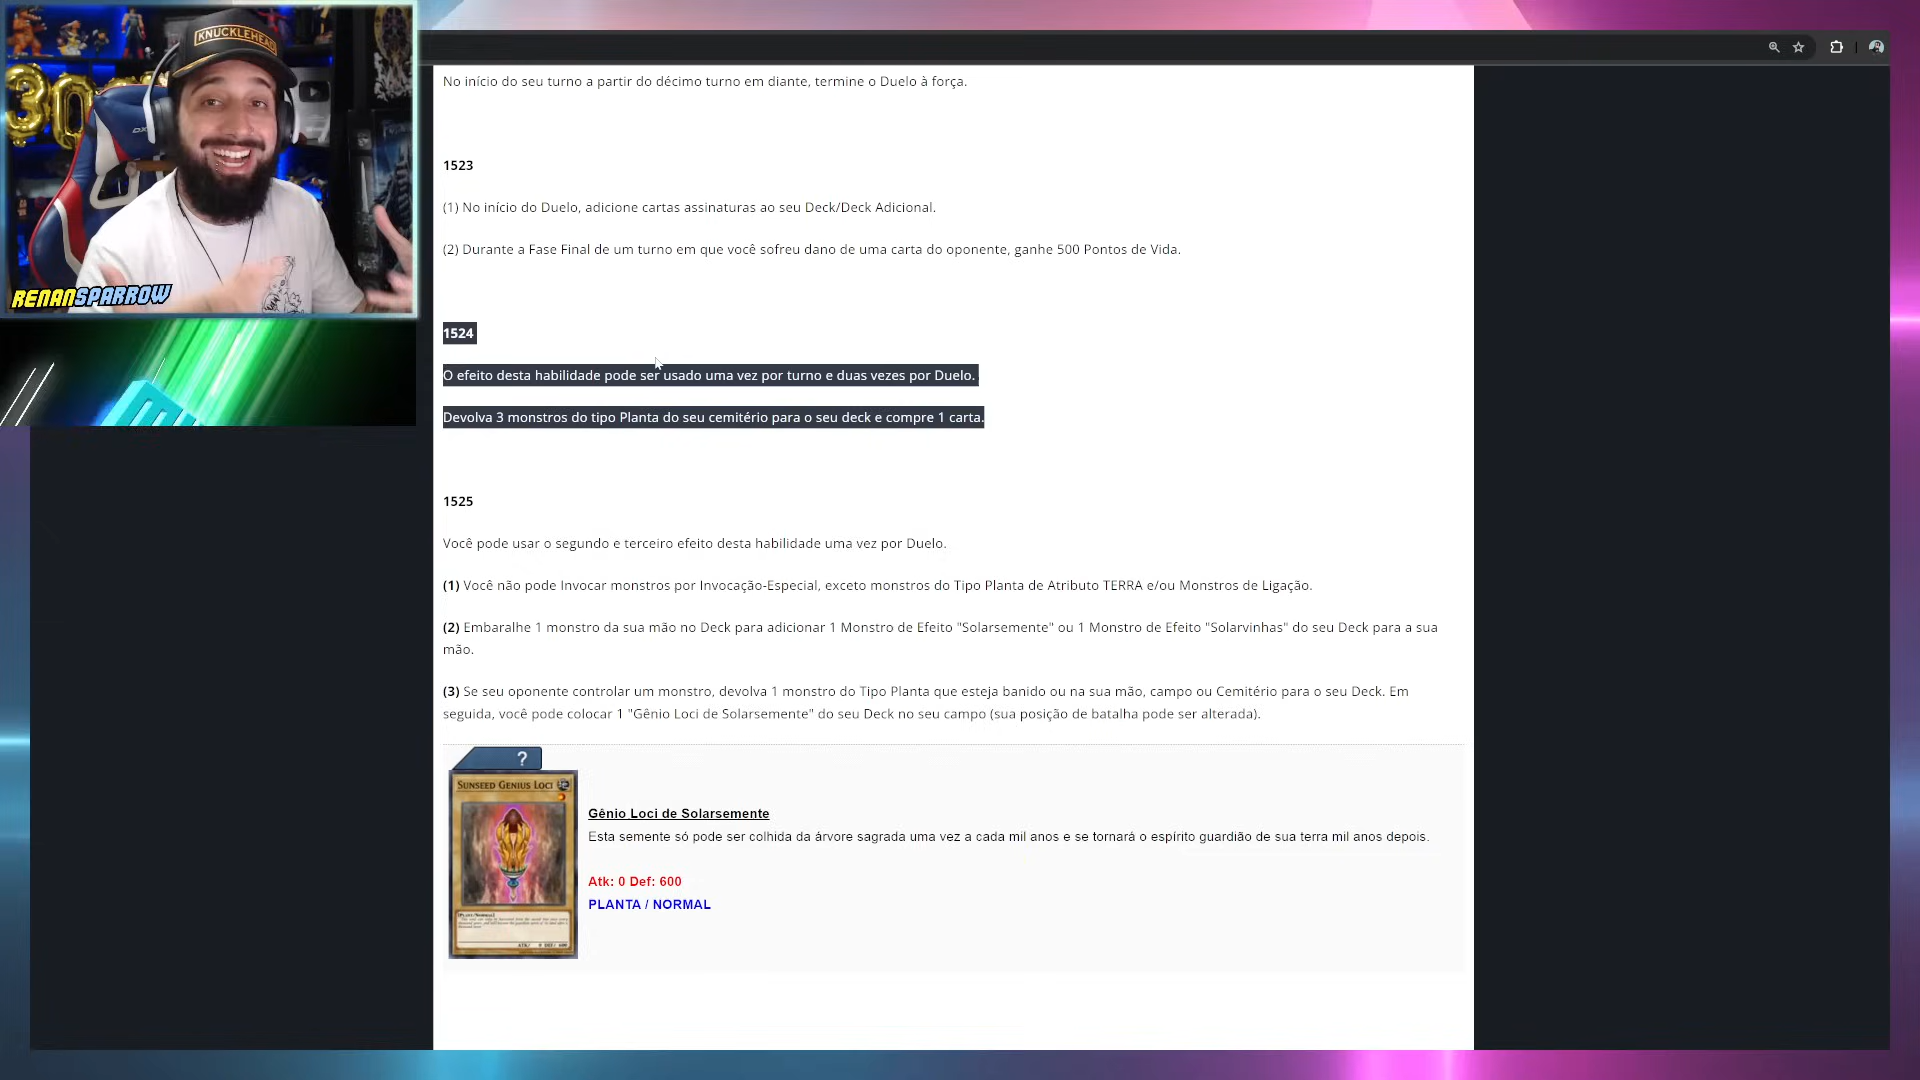 KNUCKLEHEAD
30
RENANSPARROW
No início do seu turno a partir do décimo turno em diante, termine o Duelo à força.
1523
(1) No início do Duelo, adicione cartas assinaturas ao seu Deck/Deck Adicional.
(2) Durante a Fase Final de um turno em que você sofreu dano de uma carta do oponente, ganhe 500 Pontos de Vida.
1524
O efeito desta habilidade pode ser usado uma vez por turno e duas vezes por Duelo.
Devolva 3 monstros do tipo Planta do seu cemitério para o seu deck e compre 1 carta.
1525
Você pode usar o segundo e terceiro efeito desta habilidade uma vez por Duelo.
(1) Você não pode Invocar monstros por Invocação-Especial, exceto monstros do Tipo Planta de Atributo TERRA e/ou Monstros de Ligação.
(2) Embaralhe 1 monstro da sua mão no Deck para adicionar 1 Monstro de Efeito "Solarsemente" ou 1 Monstro de Efeito "Solarvinhas" do seu Deck para a sua
mão.
(3) Se seu oponente controlar um monstro, devolva 1 monstro do Tipo Planta que esteja banido ou na sua mão, campo ou Cemitério para o seu Deck. Em
seguida, você pode colocar 1 "Gênio Loci de Solarsemente" do seu Deck no seu campo (sua posição de batalha pode ser alterada).
?
SUNSEED GENIUS LOCI
Gênio Loci de Solarsemente
Esta semente só pode ser colhida da árvore sagrada uma vez a cada mil anos e se tornará o espírito guardião de sua terra mil anos depois.
Atk: 0 Def: 600
PLANTA / NORMAL